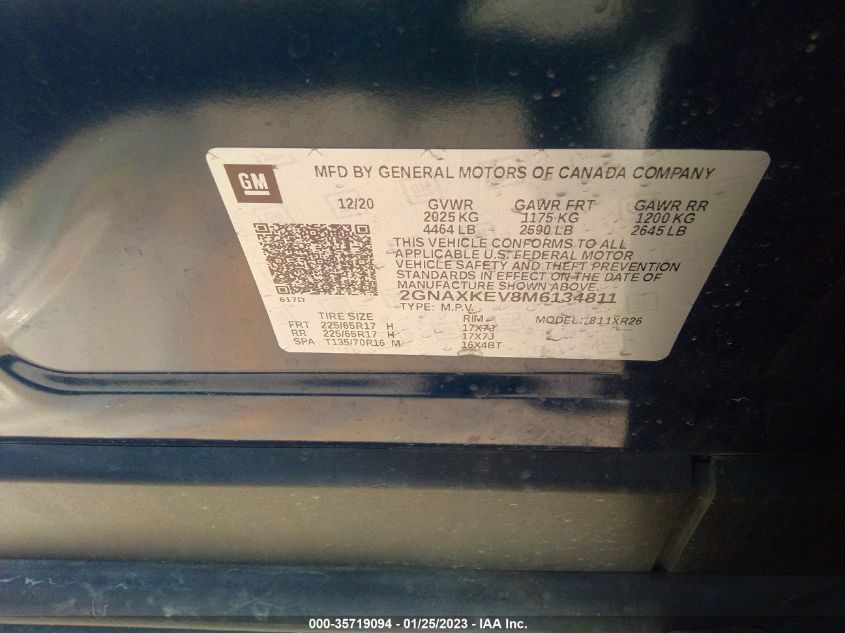 GM
MFD BY GENERAL MOTORS OF CANADA COMPANY
12/20 GVWR GAWR FRT GAWR RR
2025 KG 1175 KG 1200 KG
4464 LB 2590 LB 2645 LB
THIS VEHICLE CONFORMS TO ALL
APPLICABLE U.S. FEDERAL MOTOR
VEHICLE SAFETY AND THEFT PREVENTION
STANDARDS IN EFFECT ON THE DATE OF
MANUFACTURE SHOWN ABOVE.
617D 2GNAXKEV8M6134811
TYPE: M.P.V. MODEL: 811XR26
TIRE SIZE RIM
FRT 225/65R17 H 17X7J
RR 225/65R17 H 17X7J
SPA T135/70R16 M 16X4BT
000-35719094 - 01/25/2023 - IAA Inc.